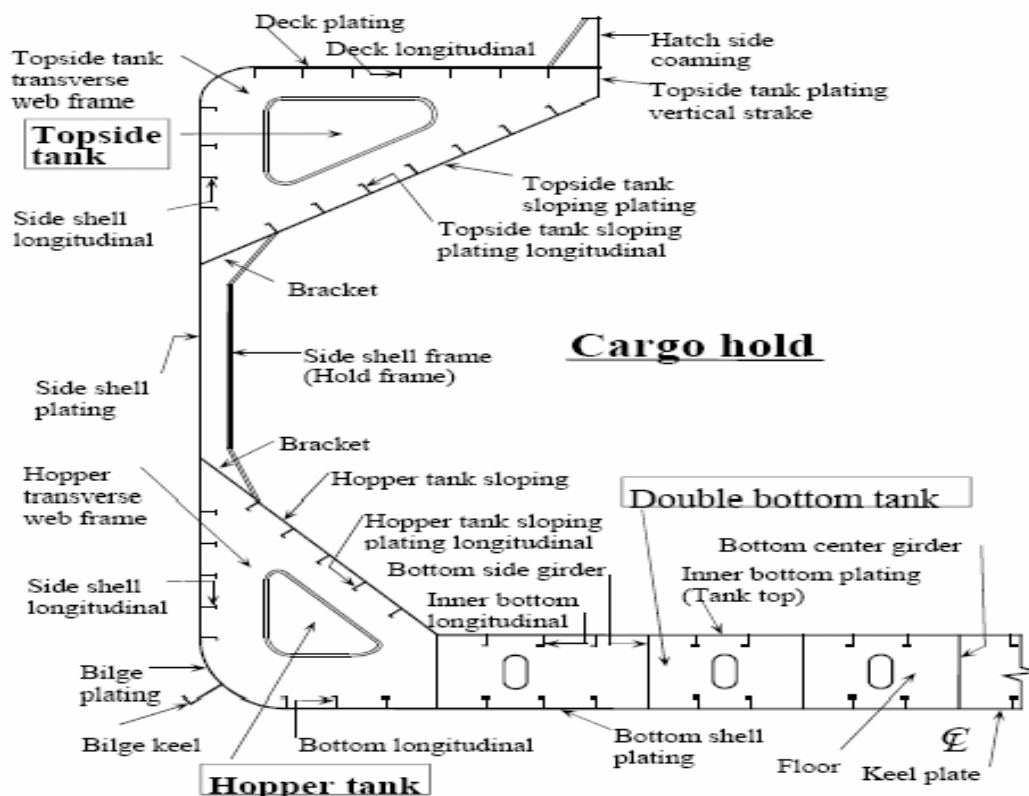 Deck plating
Deck longitudinal
Hatch side
coaming
Topside tank
transverse
web frame
Topside tank plating
vertical strake
Topside
tank
Topside tank
sloping plating
Side shell
longitudinal
Topside tank sloping
plating longitudinal
Bracket
Cargo hold
Side shell frame
(Hold frame)
Side shell
plating
Bracket
Hopper
transverse
web frame
Hopper tank sloping
Double bottom tank
Hopper tank sloping
plating longitudinal
Bottom center girder
Bottom side girder
Inner bottom plating
(Tank top)
Side shell
longitudinal
Inner bottom
longitudinal
Bilge
plating
Bilge keel
Bottom longitudinal
Bottom shell
plating
℄
Floor
Keel plate
Hopper tank